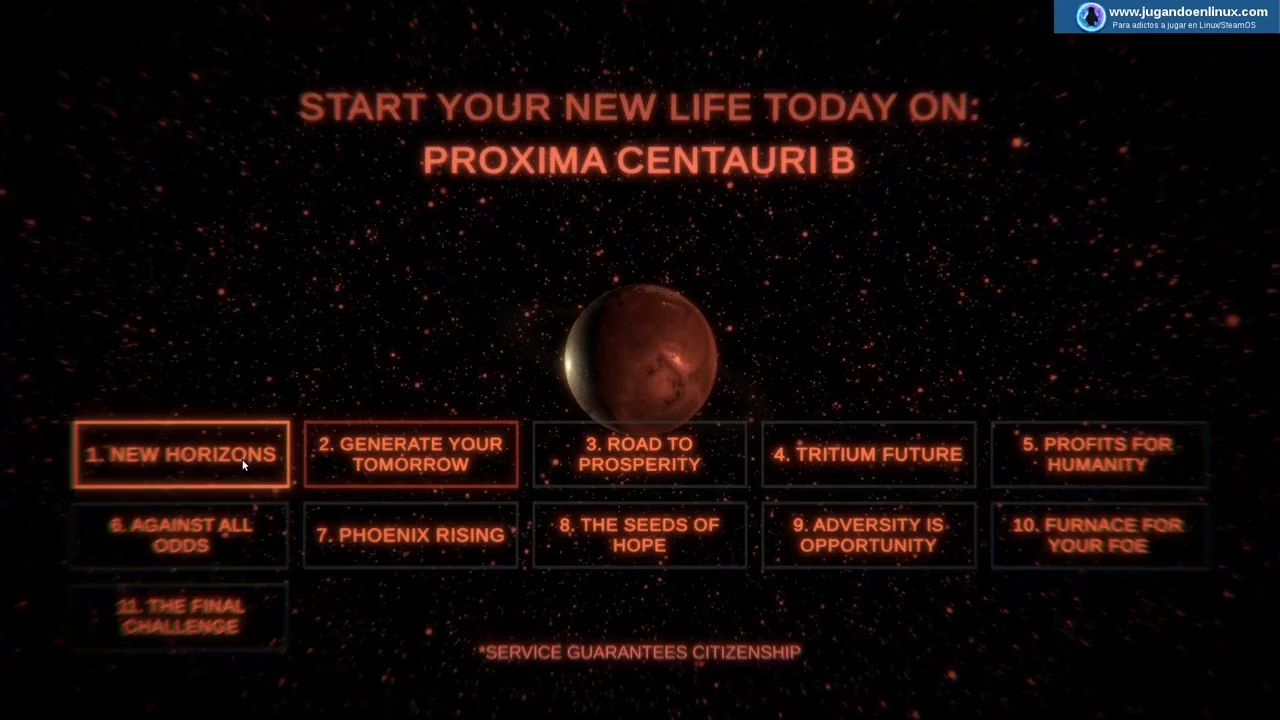 www.jugandoenlinux.com
Para adictos a jugar en Linux/SteamOS
START YOUR NEW LIFE TODAY ON:
PROXIMA CENTAURI B
1. NEW HORIZONS
2. GENERATE YOUR
TOMORROW
3. ROAD TO
PROSPERITY
4. TRITIUM FUTURE
5. PROFITS FOR
HUMANITY
6. AGAINST ALL
ODDS
7. PHOENIX RISING
8. THE SEEDS OF
HOPE
9. ADVERSITY IS
OPPORTUNITY
10. FURNACE FOR
YOUR FOE
11. THE FINAL
CHALLENGE
*SERVICE GUARANTEES CITIZENSHIP